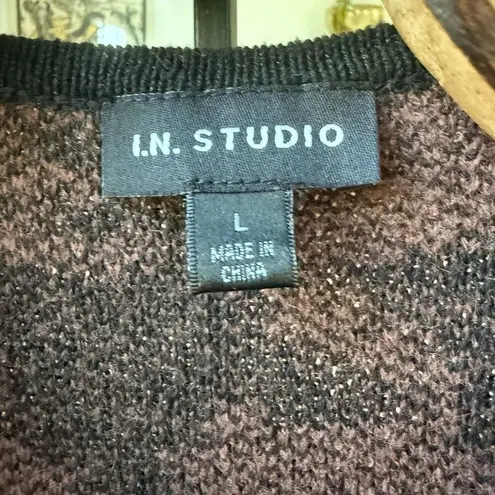 I.N. STUDIO
L
MADE IN
CHINA